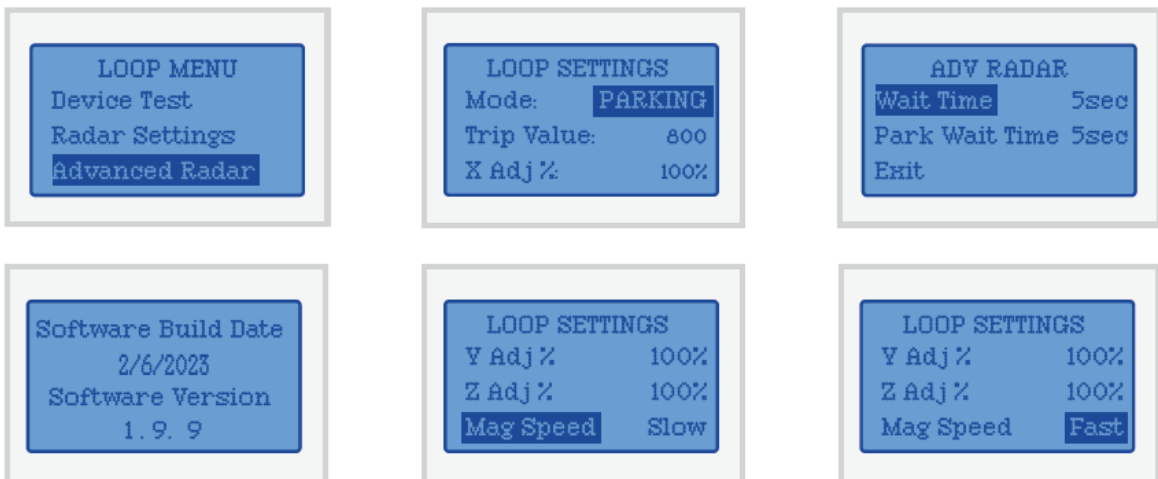 LOOP MENU
Device Test
Radar Settings
Advanced Radar
LOOP SETTINGS
Mode: PARKING
Trip Value: 800
X Adj %: 100%
ADV RADAR
Wait Time 5sec
Park Wait Time 5sec
Exit
Software Build Date
2/6/2023
Software Version
1.9. 9
LOOP SETTINGS
Y Adj % 100%
Z Adj % 100%
Mag Speed Slow
LOOP SETTINGS
Y Adj % 100%
Z Adj % 100%
Mag Speed Fast